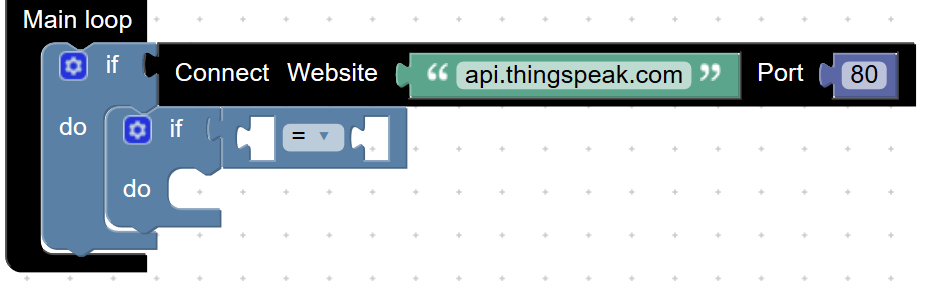 Main loop
if Connect Website “ api.thingspeak.com ” Port 80
do if = ▾
do